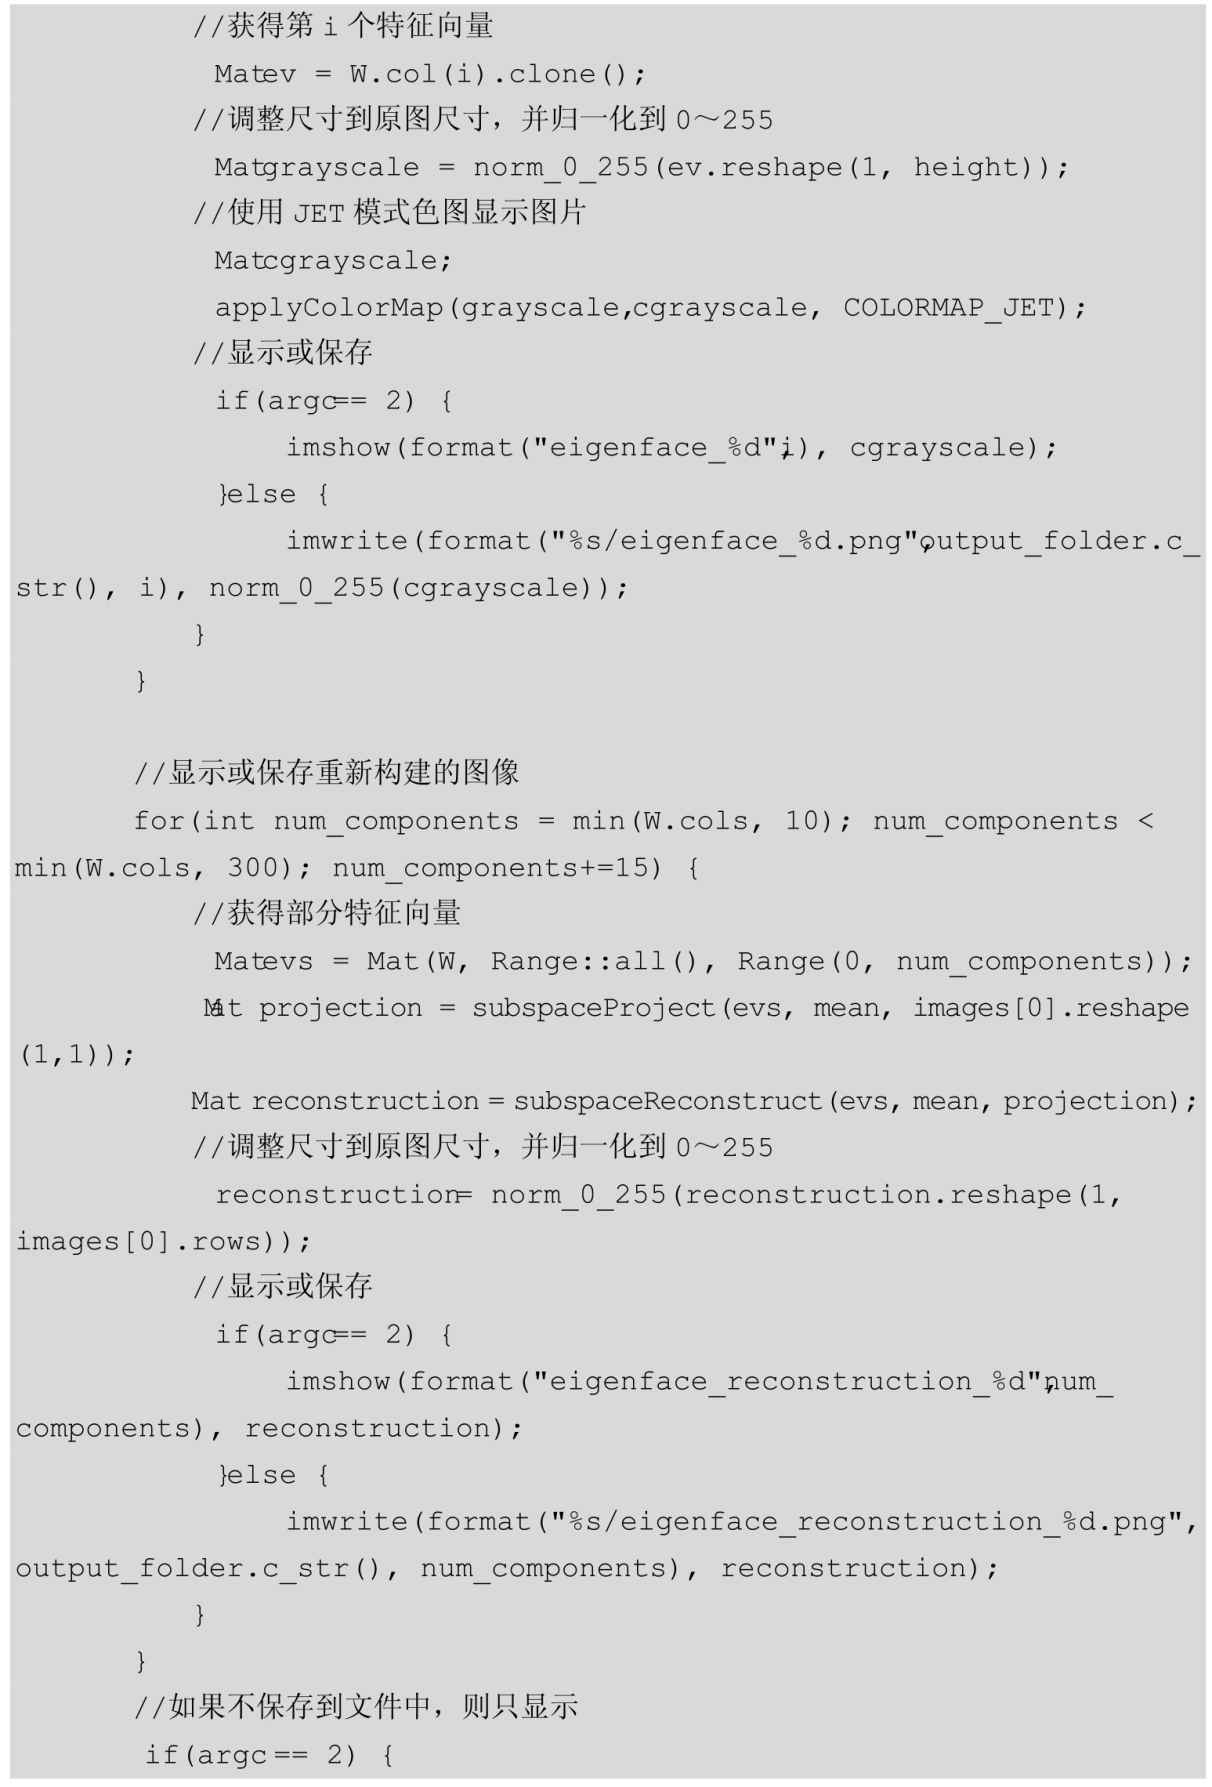 //获得第 i 个特征向量
Mat ev = W.col(i).clone();
//调整尺寸到原图尺寸，并归一化到 0～255
Mat grayscale = norm_0_255(ev.reshape(1, height));
//使用 JET 模式色图显示图片
Mat cgrayscale;
applyColorMap(grayscale,cgrayscale, COLORMAP_JET);
//显示或保存
if(argc== 2) {
imshow(format("eigenface_%d",i), cgrayscale);
}else {
imwrite(format("%s/eigenface_%d.png",output_folder.c_
str(), i), norm_0_255(cgrayscale));
}
}
//显示或保存重新构建的图像
for(int num_components = min(W.cols, 10); num_components <
min(W.cols, 300); num_components+=15) {
//获得部分特征向量
Mat evs = Mat(W, Range::all(), Range(0, num_components));
Mat projection = subspaceProject(evs, mean, images[0].reshape
(1,1));
Mat reconstruction = subspaceReconstruct(evs, mean, projection);
//调整尺寸到原图尺寸，并归一化到 0～255
reconstruction= norm_0_255(reconstruction.reshape(1,
images[0].rows));
//显示或保存
if(argc== 2) {
imshow(format("eigenface_reconstruction_%d",num_
components), reconstruction);
}else {
imwrite(format("%s/eigenface_reconstruction_%d.png",
output_folder.c_str(), num_components), reconstruction);
}
}
//如果不保存到文件中，则只显示
if(argc == 2) {